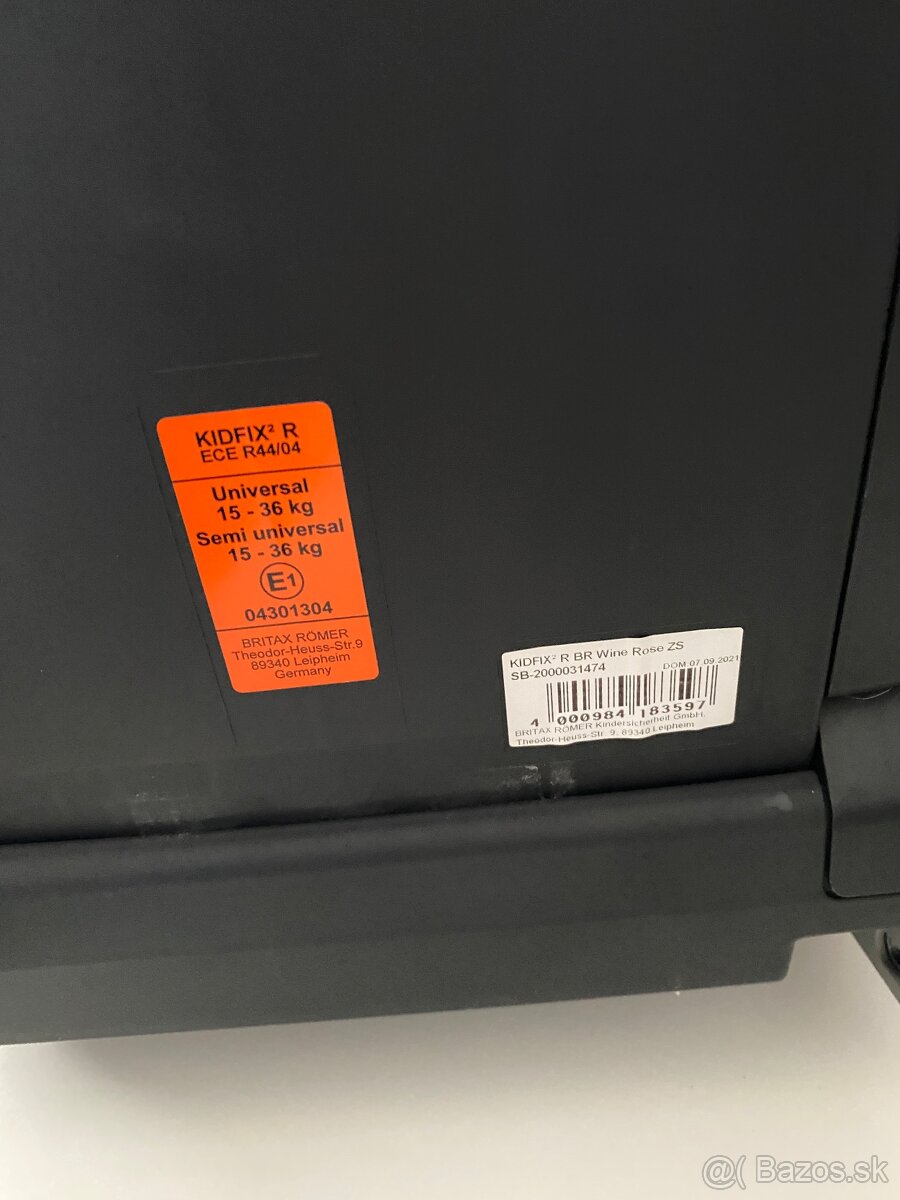 KIDFIX² R
ECE R44/04
Universal
15 - 36 kg
Semi universal
15 - 36 kg
E1
04301304
BRITAX RÖMER
Theodor-Heuss-Str.9
89340 Leipheim
Germany
KIDFIX² R BR Wine Rose ZS
SB-2000031474 DOM:07.09.2021
4 000984 183597
BRITAX RÖMER Kindersicherheit GmbH,
Theodor-Heuss-Str. 9, 89340 Leipheim
@( Bazos.sk